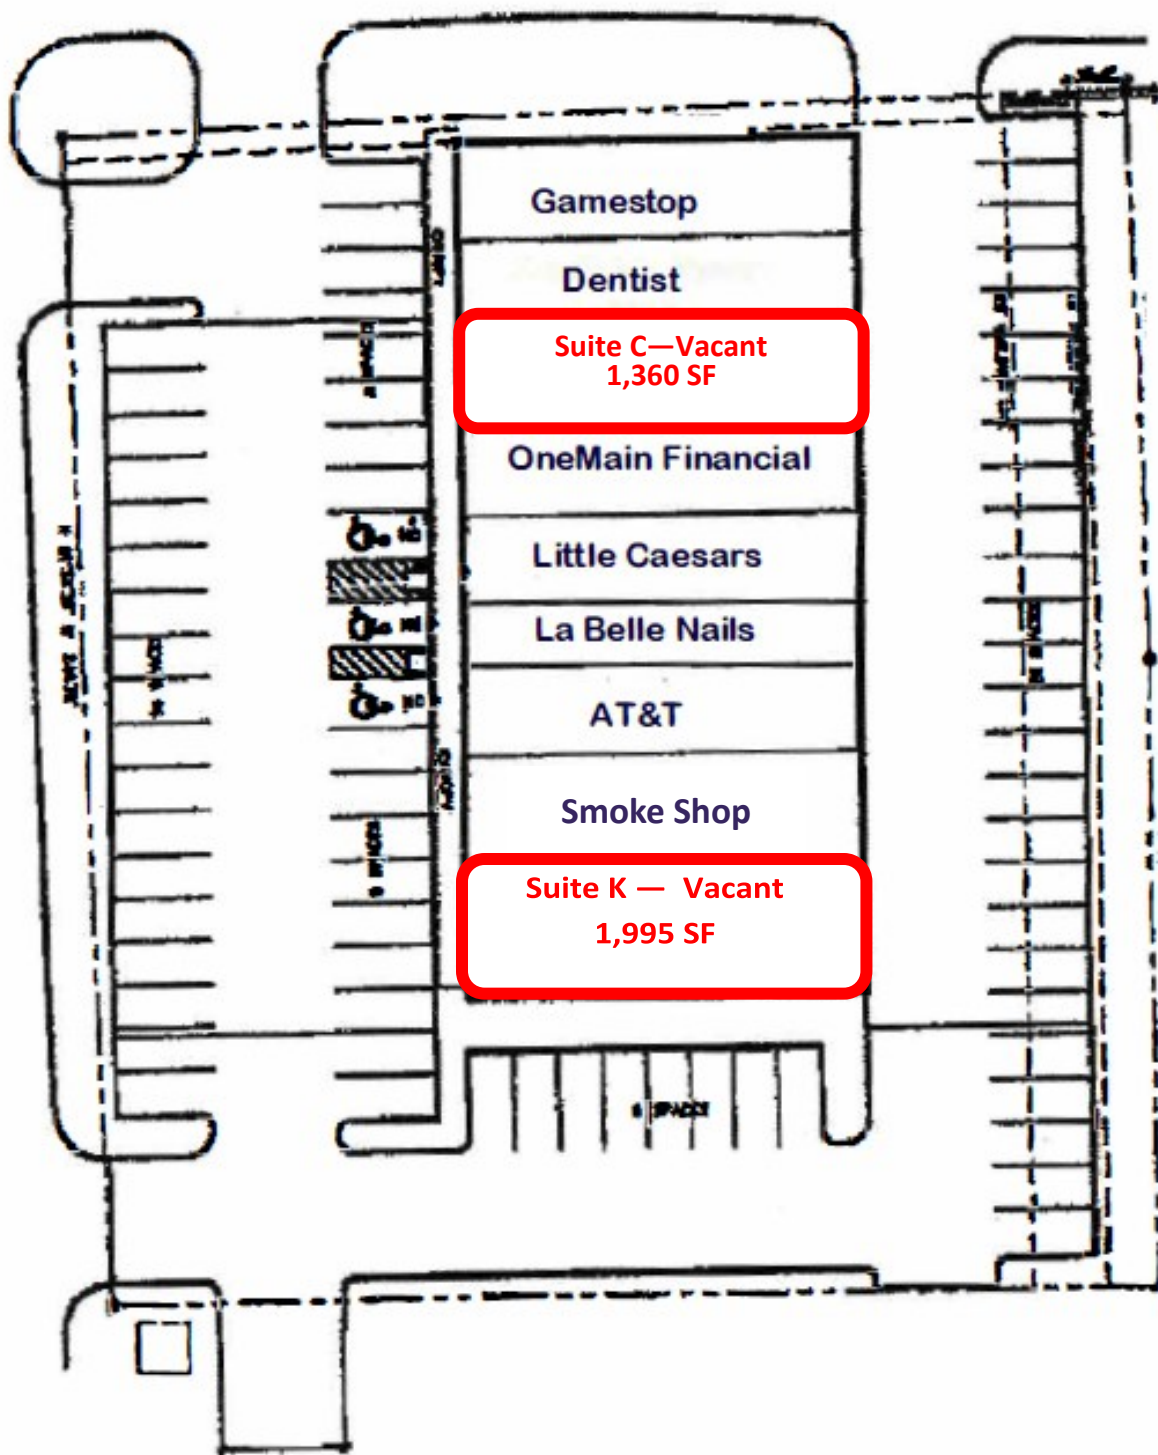 Gamestop
Dentist
Suite C—Vacant
1,360 SF
OneMain Financial
Little Caesars
La Belle Nails
AT&T
Smoke Shop
Suite K — Vacant
1,995 SF